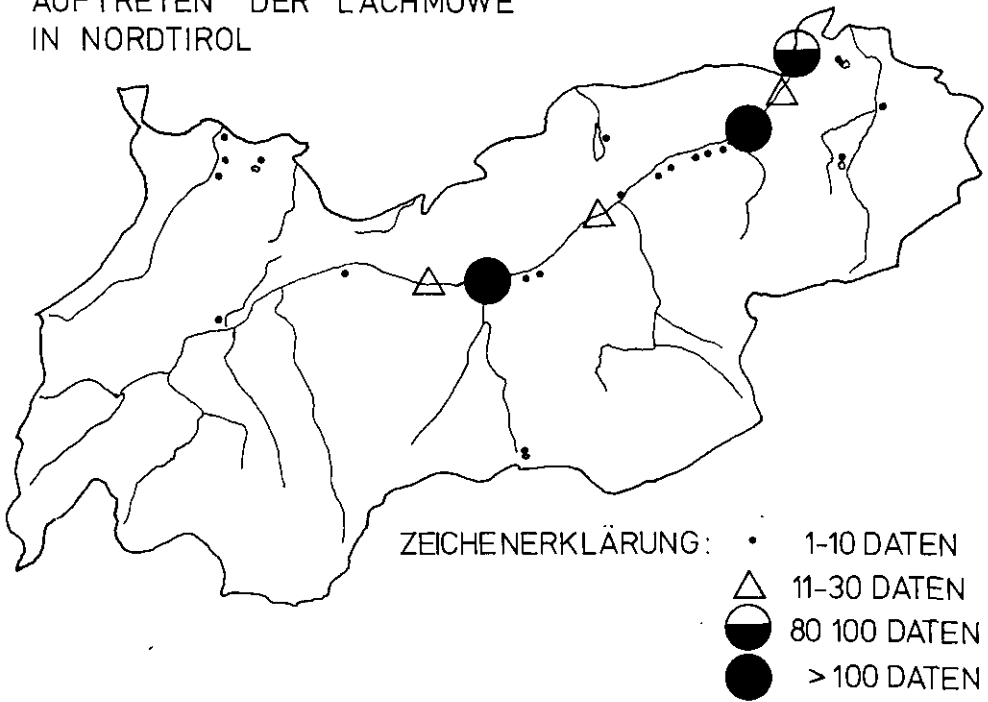 AUFTRETEN DER LACHMÖWE
IN NORDTIROL
ZEICHENERKLÄRUNG: • 1-10 DATEN
△ 11-30 DATEN
80 100 DATEN
> 100 DATEN